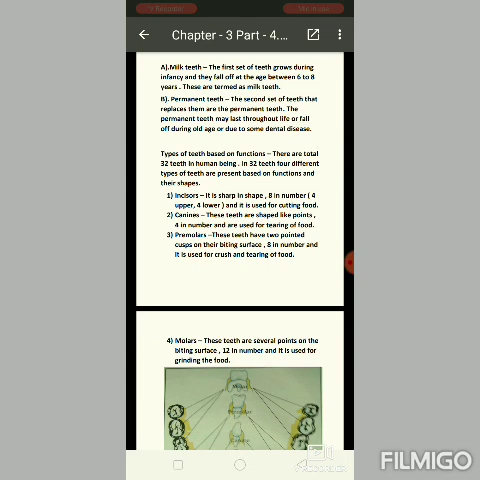 Chapter - 3 Part - 4....
A).Milk teeth – The first set of teeth grows during
infancy and they fall off at the age between 6 to 8
years . These are termed as milk teeth.
B). Permanent teeth – The second set of teeth that
replaces them are the permanent teeth. The
permanent teeth may last throughout life or fall
off during old age or due to some dental disease.
Types of teeth based on functions – There are total
32 teeth in human being . in 32 teeth four different
types of teeth are present based on functions and
their shapes.
1) Incisors – It is sharp in shape , 8 in number ( 4
upper, 4 lower ) and it is used for cutting food.
2) Canines – These teeth are shaped like points ,
4 in number and are used for tearing of food.
3) Premolars –These teeth have two pointed
cusps on their biting surface , 8 in number and
it is used for crush and tearing of food.
4) Molars – These teeth are several points on the
biting surface , 12 in number and it is used for
grinding the food.
Molar
Premolar
Canine
RECORDER
FILMIGO